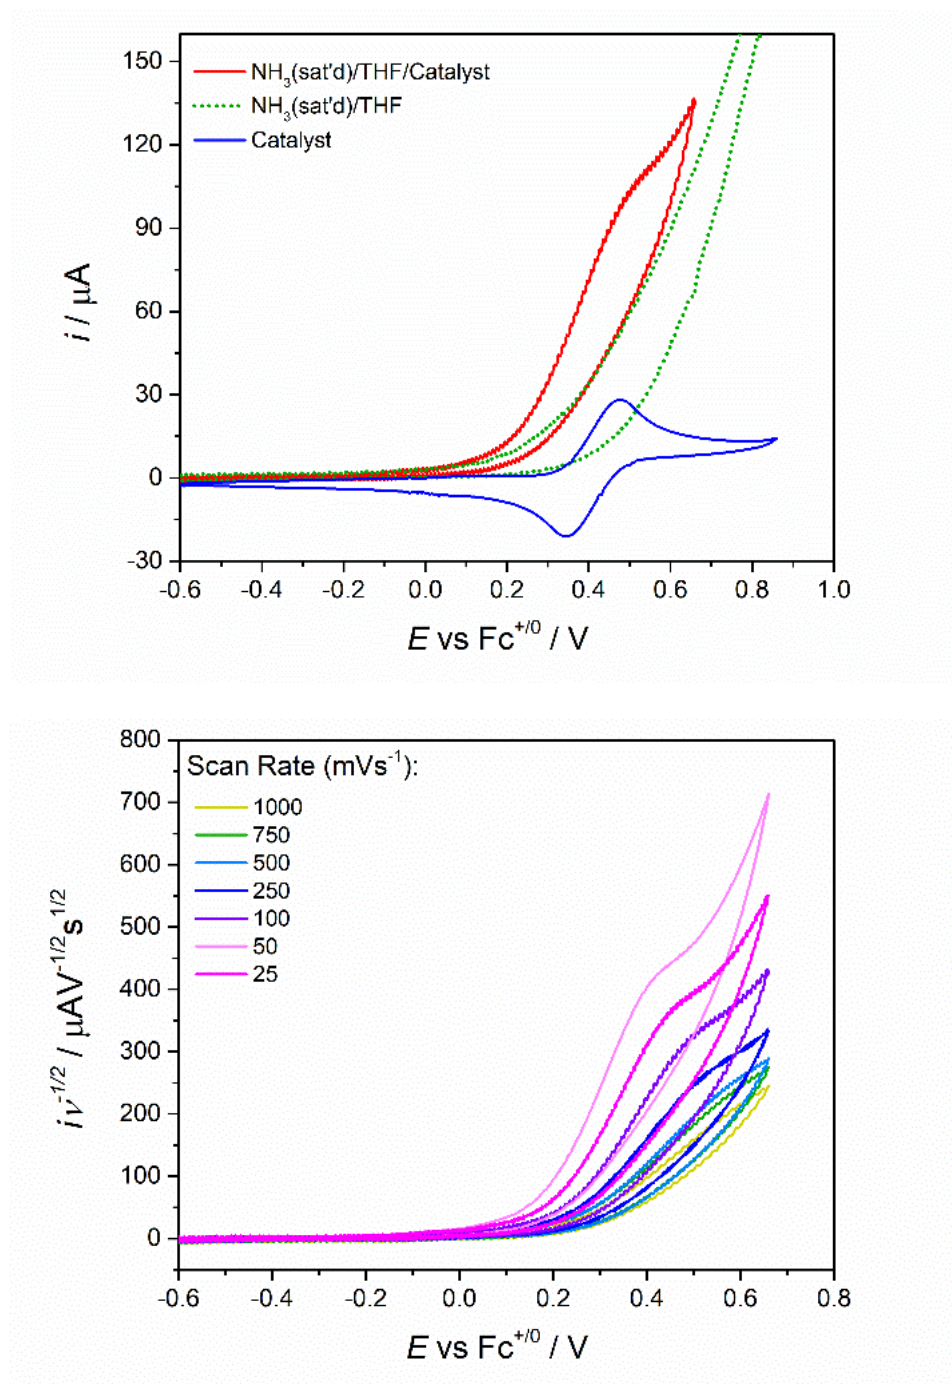 150
120
90
60
30
0
-30
i / μA
NH₃(sat'd)/THF/Catalyst
NH₃(sat'd)/THF
Catalyst
-0.6 -0.4 -0.2 0.0 0.2 0.4 0.6 0.8 1.0
E vs Fc⁺/⁰ / V
800
700
600
500
400
300
200
100
0
i ν⁻¹/² / μAV⁻¹/²s¹/²
Scan Rate (mVs⁻¹):
1000
750
500
250
100
50
25
-0.6 -0.4 -0.2 0.0 0.2 0.4 0.6 0.8
E vs Fc⁺/⁰ / V